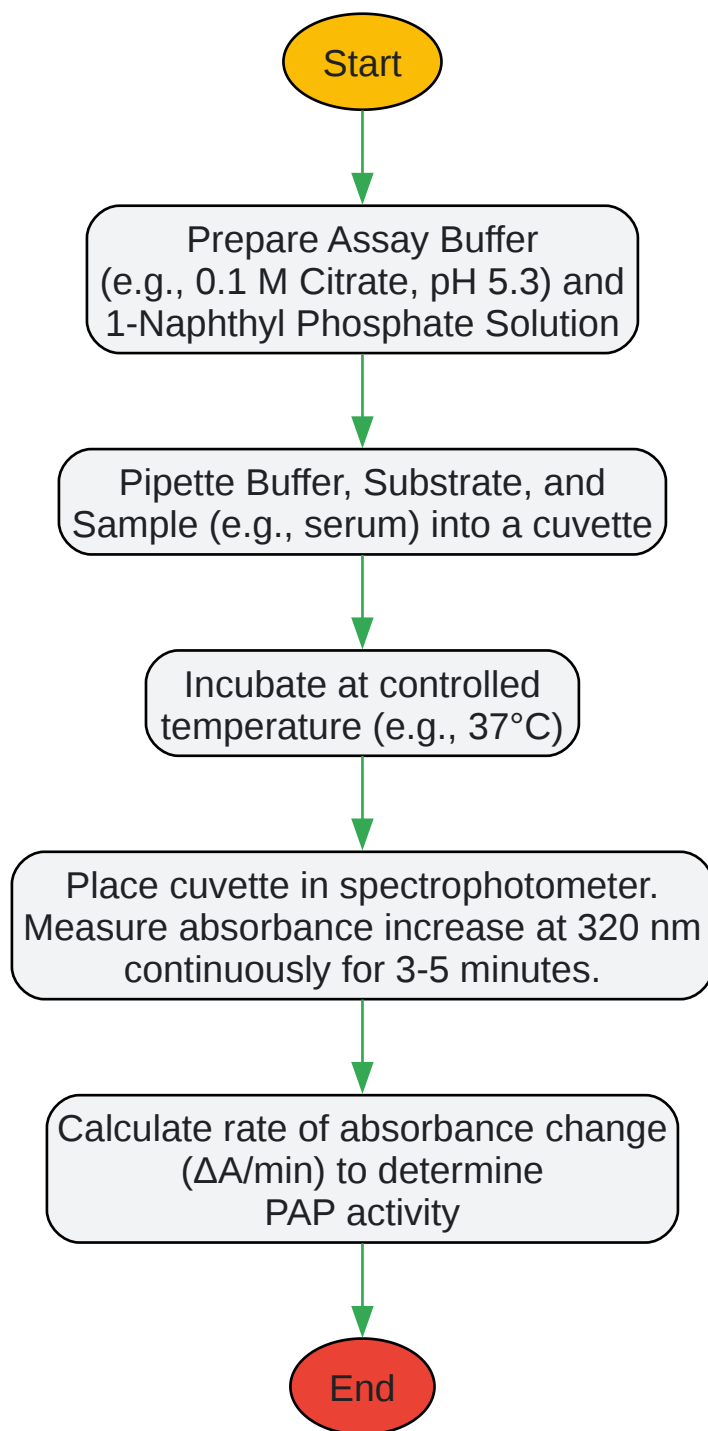 Start
Prepare Assay Buffer
(e.g., 0.1 M Citrate, pH 5.3) and
1-Naphthyl Phosphate Solution
Pipette Buffer, Substrate, and
Sample (e.g., serum) into a cuvette
Incubate at controlled
temperature (e.g., 37°C)
Place cuvette in spectrophotometer.
Measure absorbance increase at 320 nm
continuously for 3-5 minutes.
Calculate rate of absorbance change
(ΔA/min) to determine
PAP activity
End